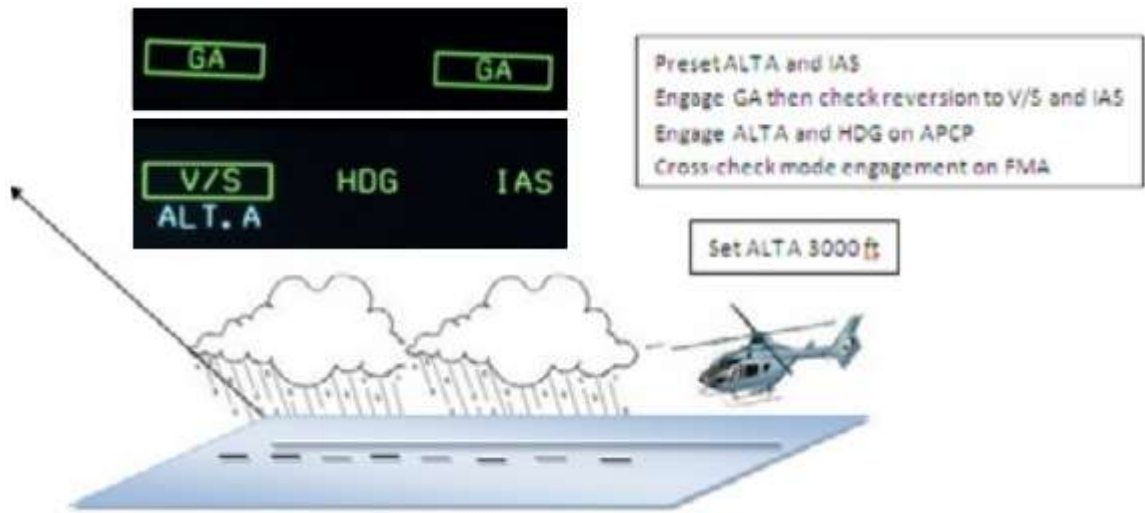 GA GA
V/S HDG IAS
ALT.A
Preset ALTA and IAS
Engage GA then check reversion to V/S and IAS
Engage ALTA and HDG on APCP
Cross-check mode engagement on FMA
Set ALTA 3000 ft